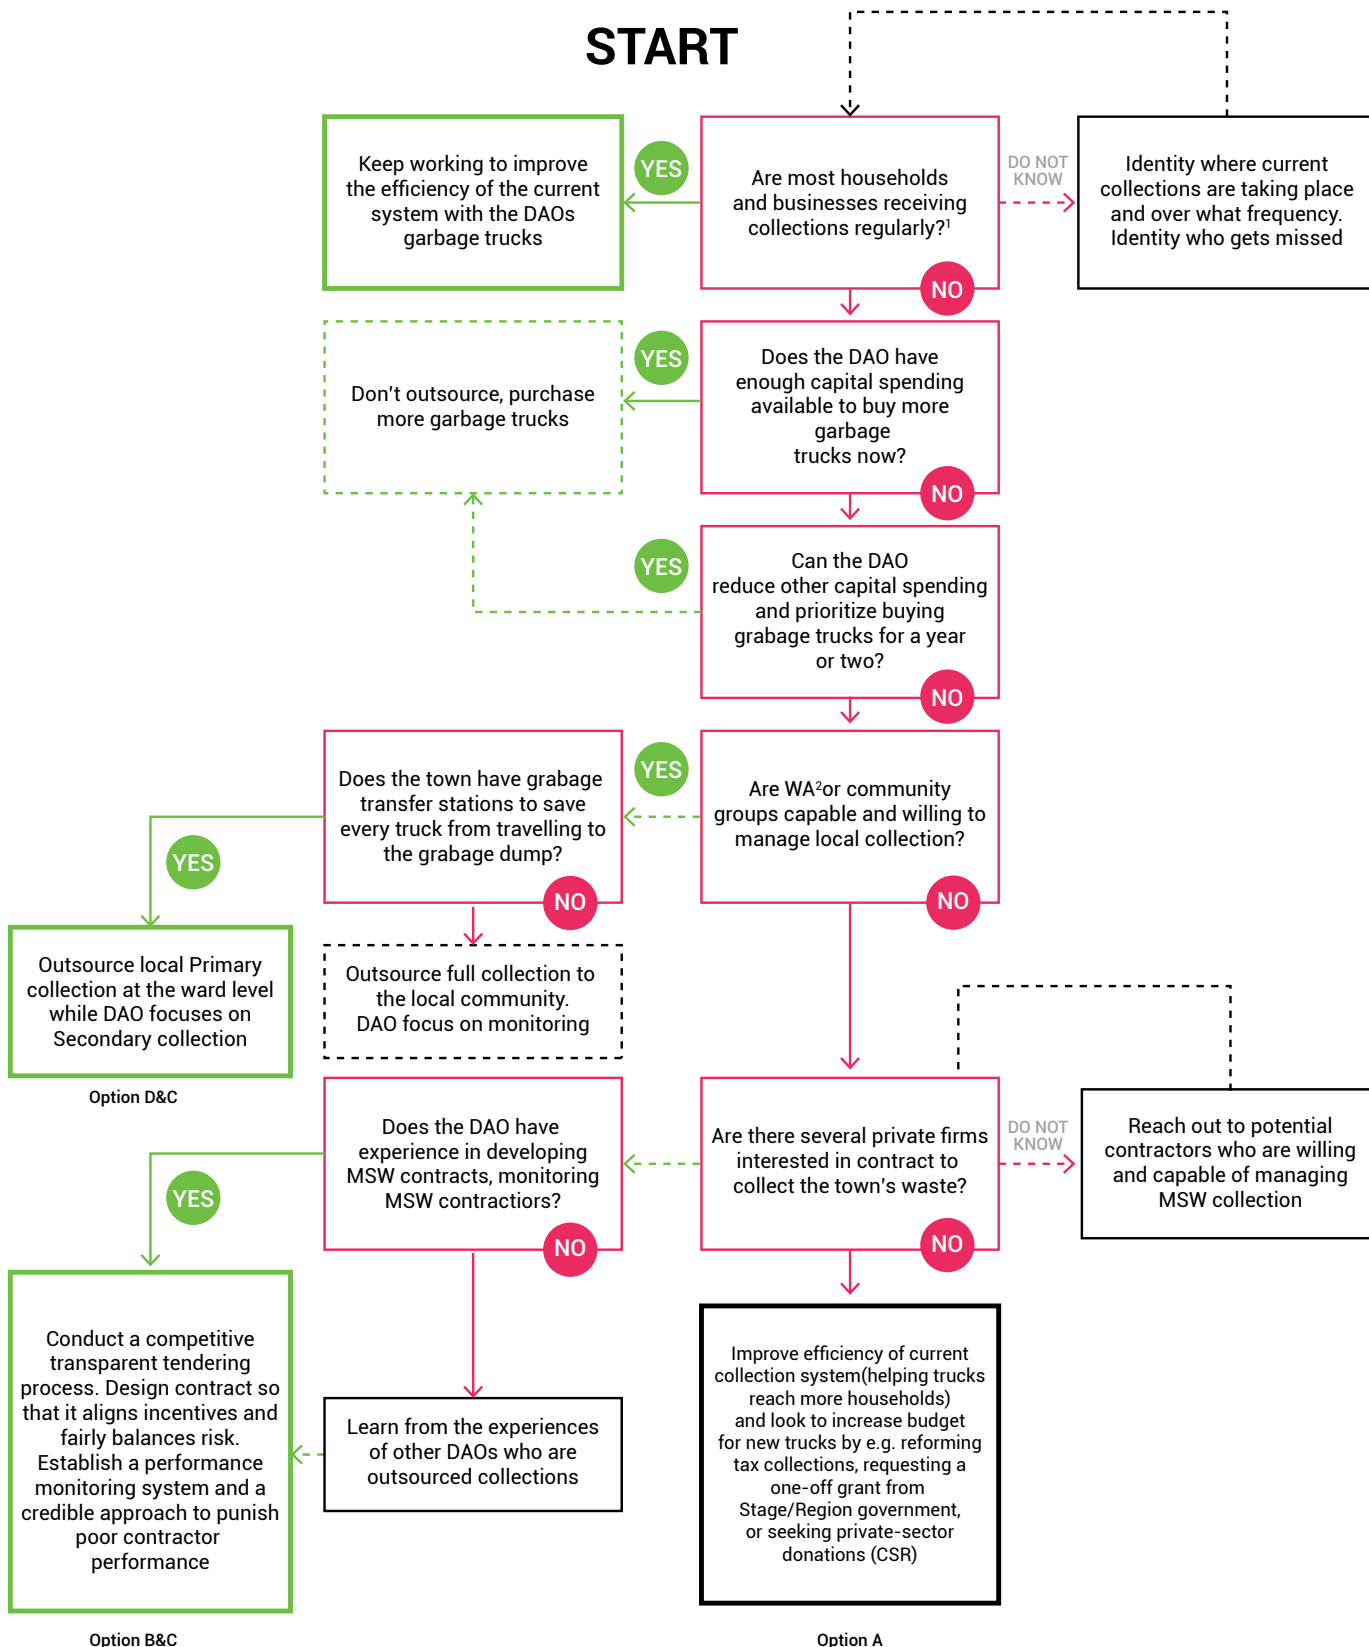 START
Keep working to improve
the efficiency of the current
system with the DAOs
garbage trucks
YES
Are most households
and businesses receiving
collections regularly?¹
DO NOT
KNOW
Identity where current
collections are taking place
and over what frequency.
Identity who gets missed
NO
Don't outsource, purchase
more garbage trucks
YES
Does the DAO have
enough capital spending
available to buy more
garbage
trucks now?
NO
YES
Can the DAO
reduce other capital spending
and prioritize buying
grabage trucks for a year
or two?
NO
Does the town have grabage
transfer stations to save
every truck from travelling to
the grabage dump?
YES
Are WA²or community
groups capable and willing to
manage local collection?
YES
NO
NO
Outsource local Primary
collection at the ward level
while DAO focuses on
Secondary collection
Option D&C
Outsource full collection to
the local community.
DAO focus on monitoring
Does the DAO have
experience in developing
MSW contracts, monitoring
MSW contractiors?
Are there several private firms
interested in contract to
collect the town's waste?
DO NOT
KNOW
Reach out to potential
contractors who are willing
and capable of managing
MSW collection
YES
NO
NO
Conduct a competitive
transparent tendering
process. Design contract so
that it aligns incentives and
fairly balances risk.
Establish a performance
monitoring system and a
credible approach to punish
poor contractor
performance
Learn from the experiences
of other DAOs who are
outsourced collections
Improve efficiency of current
collection system(helping trucks
reach more households)
and look to increase budget
for new trucks by e.g. reforming
tax collections, requesting a
one-off grant from
Stage/Region government,
or seeking private-sector
donations (CSR)
Option B&C
Option A